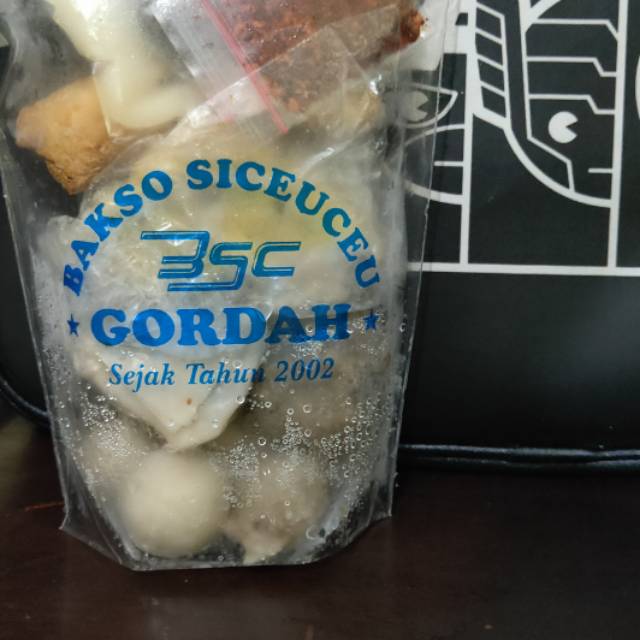 BAKSO SICEUCEU
BSC
★ GORDAH ★
Sejak Tahun 2002